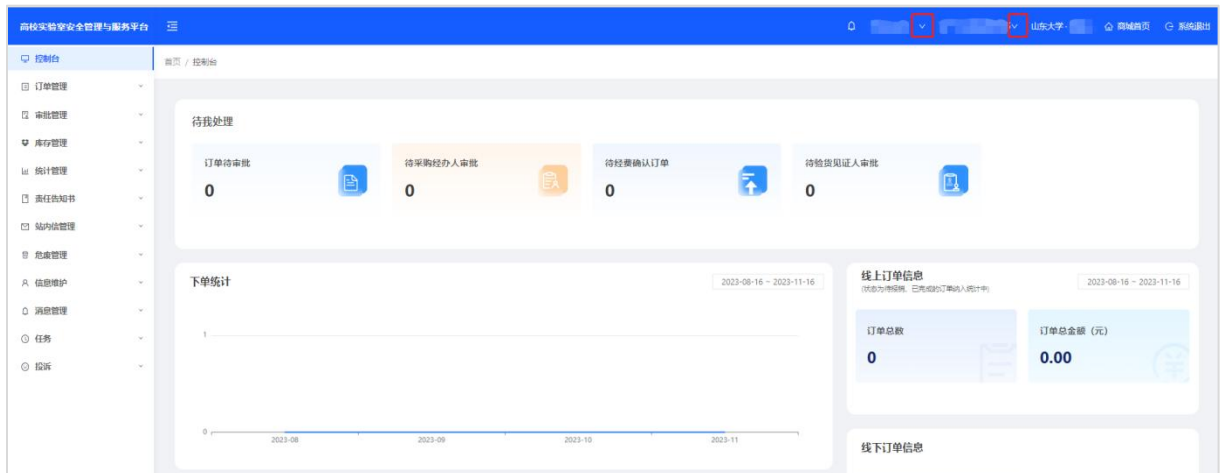 高校实验室安全管理与服务平台
山东大学-
商城首页
系统退出
控制台
首页 / 控制台
订单管理
审批管理
库存管理
统计管理
责任告知书
站内信管理
危废管理
信息维护
消息管理
任务
投诉
待我处理
订单待审批
0
待采购经办人审批
0
待经费确认订单
0
待验货见证人审批
0
下单统计
2023-08-16 ~ 2023-11-16
1
0
2023-08
2023-09
2023-10
2023-11
线上订单信息
(状态为待报销、已完成的订单纳入统计中)
2023-08-16 ~ 2023-11-16
订单总数
0
订单总金额（元）
0.00
线下订单信息